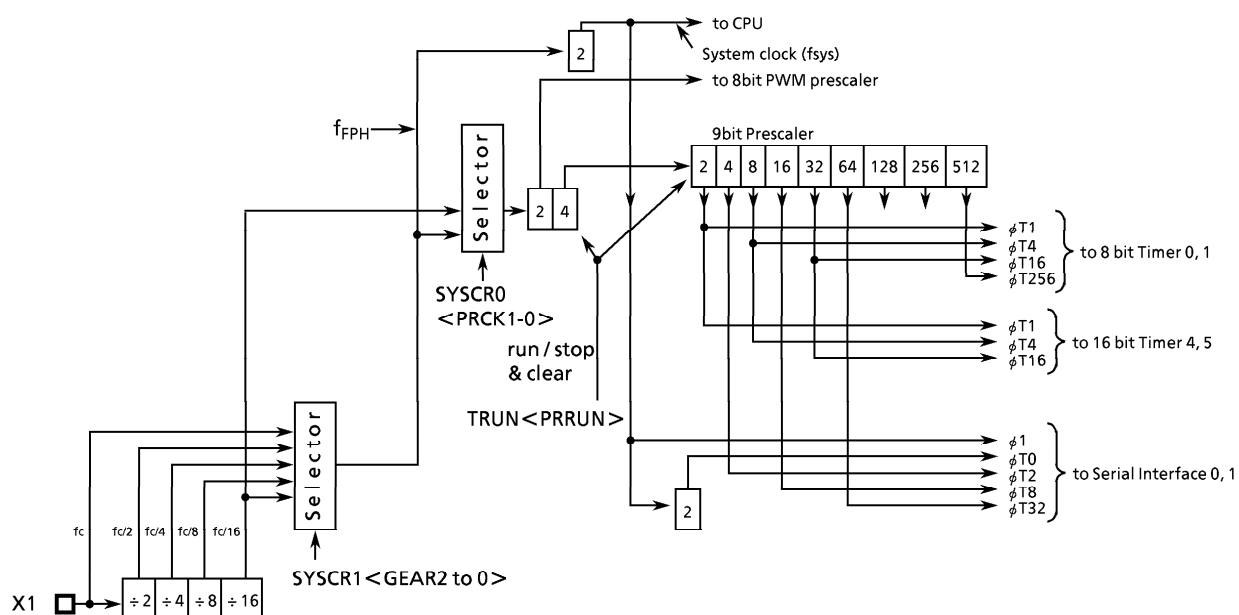 to CPU
2
System clock (fsys)
to 8bit PWM prescaler
fFPH
Selector
9bit Prescaler
2 4 8 16 32 64 128 256 512
2 4
ϕT1
ϕT4
ϕT16
ϕT256
to 8 bit Timer 0, 1
SYSCR0
<PRCK1-0>
ϕT1
ϕT4
ϕT16
to 16 bit Timer 4, 5
run / stop
& clear
TRUN<PRRUN>
Selector
ϕ1
ϕT0
ϕT2
ϕT8
ϕT32
to Serial Interface 0, 1
2
fc fc/2 fc/4 fc/8 fc/16
SYSCR1<GEAR2 to 0>
X1 ÷2 ÷4 ÷8 ÷16